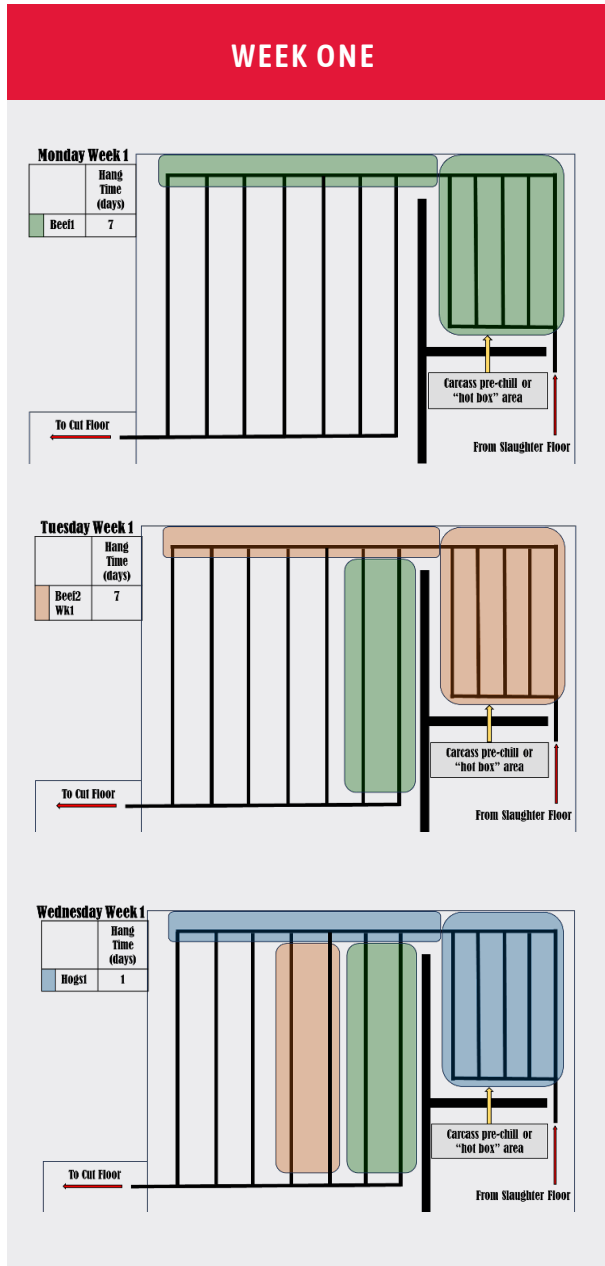 WEEK ONE
Monday Week 1
Hang
Time
(days)
Beef1 7
Carcass pre-chill or
“hot box” area
To Cut Floor
From Slaughter Floor
Tuesday Week 1
Hang
Time
(days)
Beef2 7
Wk1
Carcass pre-chill or
“hot box” area
To Cut Floor
From Slaughter Floor
Wednesday Week 1
Hang
Time
(days)
Hogs1 1
Carcass pre-chill or
“hot box” area
To Cut Floor
From Slaughter Floor